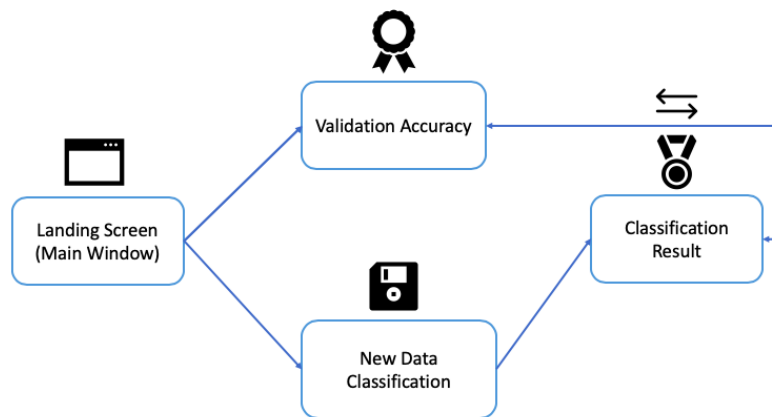 Validation Accuracy
Landing Screen
(Main Window)
Classification
Result
New Data
Classification